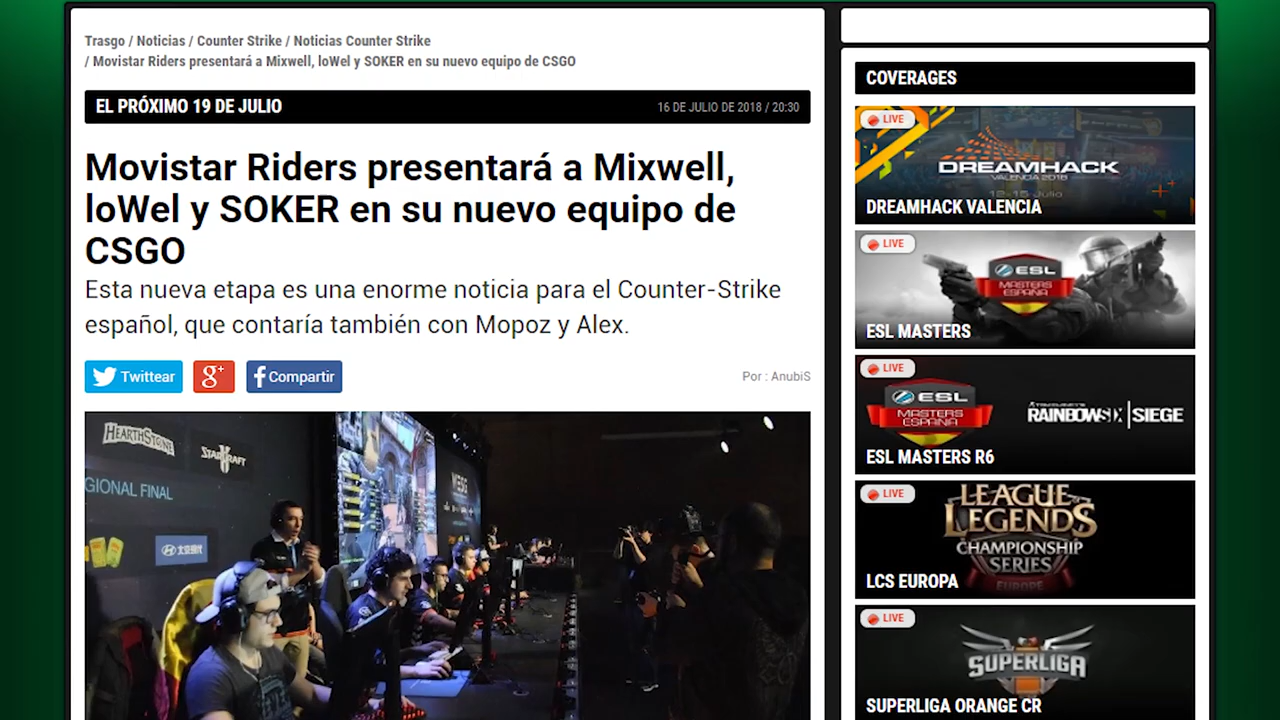 Trasgo / Noticias / Counter Strike / Noticias Counter Strike
/ Movistar Riders presentará a Mixwell, loWel y SOKER en su nuevo equipo de CSGO
EL PRÓXIMO 19 DE JULIO
16 DE JULIO DE 2018 / 20:30
Movistar Riders presentará a Mixwell,
loWel y SOKER en su nuevo equipo de
CSGO
Esta nueva etapa es una enorme noticia para el Counter-Strike
español, que contaría también con Mopoz y Alex.
Twittear
g+
Compartir
Por : AnubiS
HEARTHSTONE
STARCRAFT
GIONAL FINAL
WESG
COVERAGES
LIVE
DREAMHACK
VALENCIA 2018
12-15 Julio
DREAMHACK VALENCIA
LIVE
ESL
MASTERS
ESPAÑA
ESL MASTERS
LIVE
ESL
MASTERS
ESPAÑA
RAINBOWSIX | SIEGE
ESL MASTERS R6
LIVE
LEAGUE of
LEGENDS
CHAMPIONSHIP
SERIES
EUROPE
LCS EUROPA
LIVE
SUPERLIGA
SUPERLIGA ORANGE CR